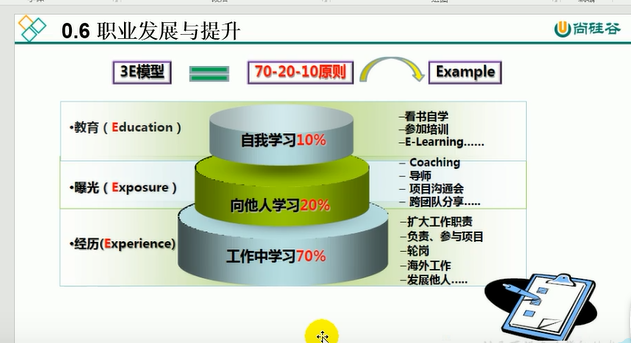 0.6 职业发展与提升
尚硅谷
3E模型
70-20-10原则
Example
•教育（Education）
自我学习10%
–看书自学
–参加培训
–E-Learning……
•曝光（Exposure）
向他人学习20%
– Coaching
– 导师
– 项目沟通会
– 跨团队分享.....
•经历(Experience)
工作中学习70%
–扩大工作职责
–负责、参与项目
–轮岗
–海外工作
–发展他人…..